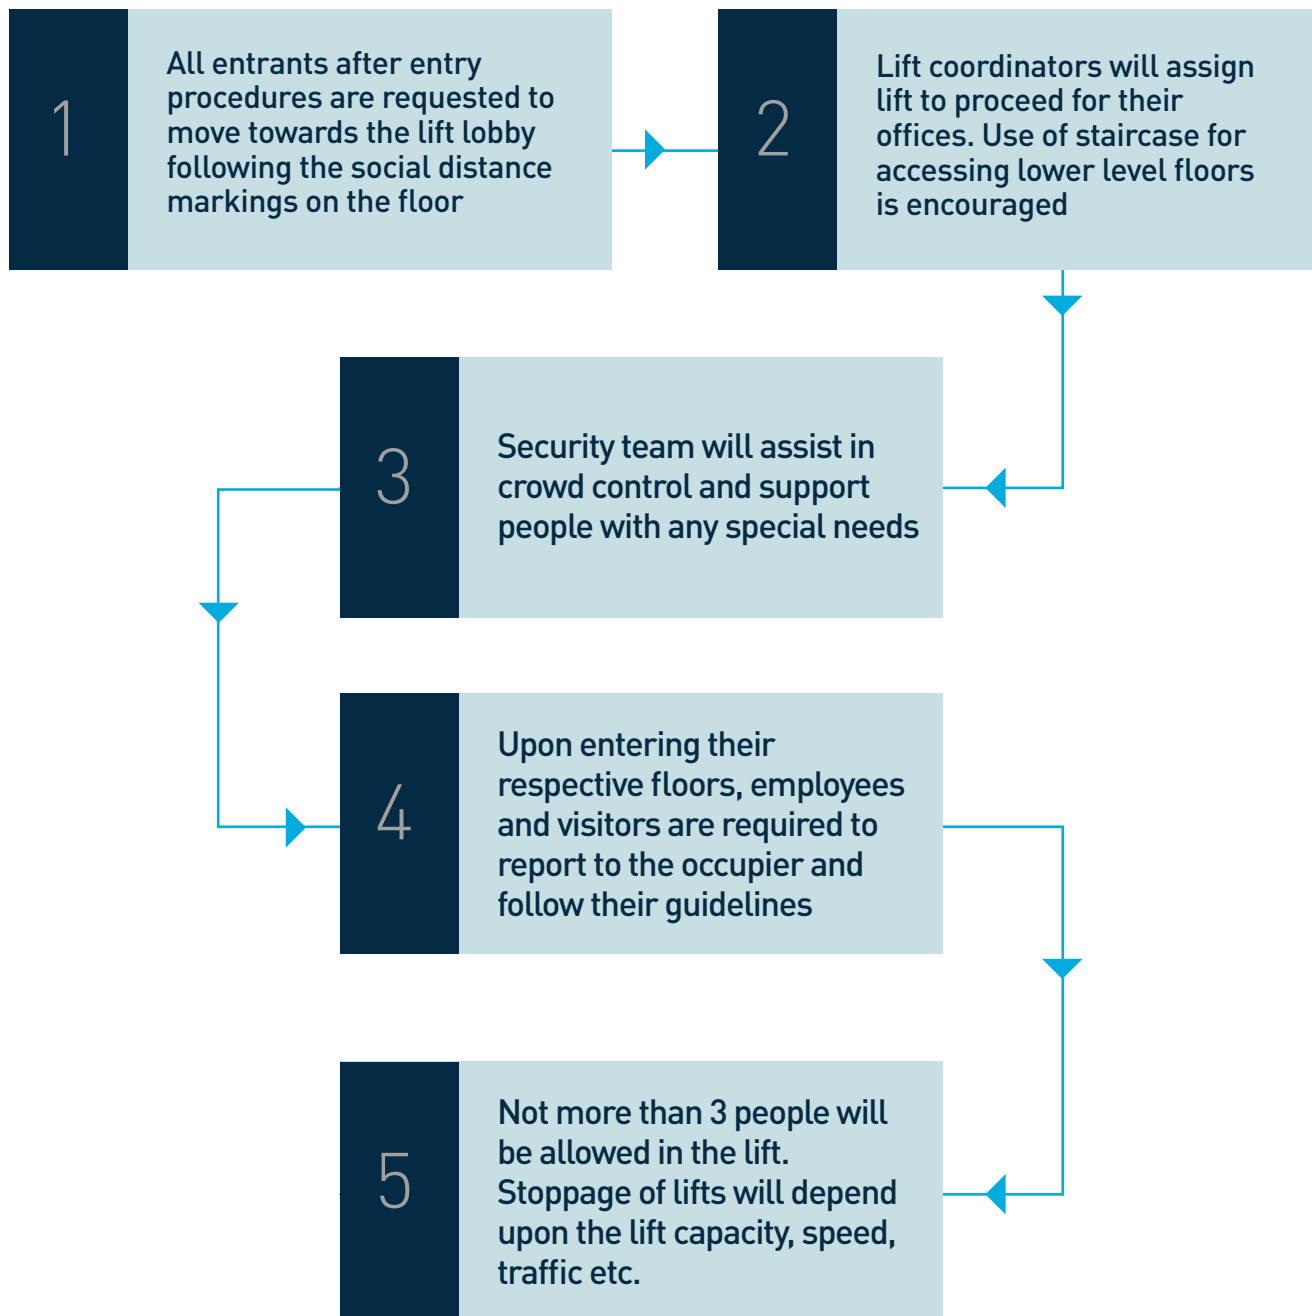 1
All entrants after entry
procedures are requested to
move towards the lift lobby
following the social distance
markings on the floor
2
Lift coordinators will assign
lift to proceed for their
offices. Use of staircase for
accessing lower level floors
is encouraged
3
Security team will assist in
crowd control and support
people with any special needs
4
Upon entering their
respective floors, employees
and visitors are required to
report to the occupier and
follow their guidelines
5
Not more than 3 people will
be allowed in the lift.
Stoppage of lifts will depend
upon the lift capacity, speed,
traffic etc.